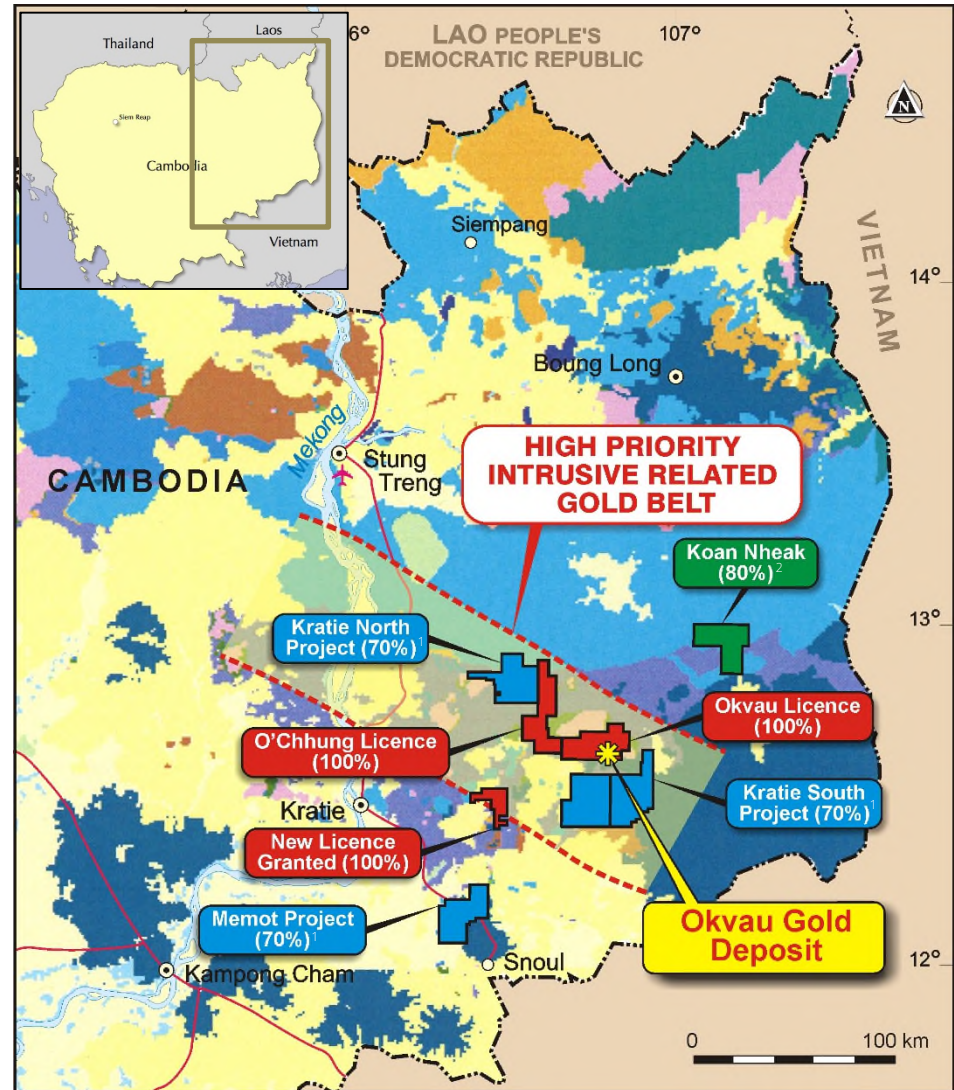 Thailand
Laos
Siem Reap
Cambodia
Vietnam
6°
LAO PEOPLE'S
DEMOCRATIC REPUBLIC
107°
N
Siempang
VIETNAM
14°
Boung Long
Mekong
Stung
Treng
CAMBODIA
HIGH PRIORITY
INTRUSIVE RELATED
GOLD BELT
Koan Nheak
(80%)²
13°
Kratie North
Project (70%)¹
Okvau Licence
(100%)
O'Chhung Licence
(100%)
Kratie
Kratie South
Project (70%)¹
New Licence
Granted (100%)
Memot Project
(70%)¹
Okvau Gold
Deposit
Snoul
Kampong Cham
12°
0 100 km